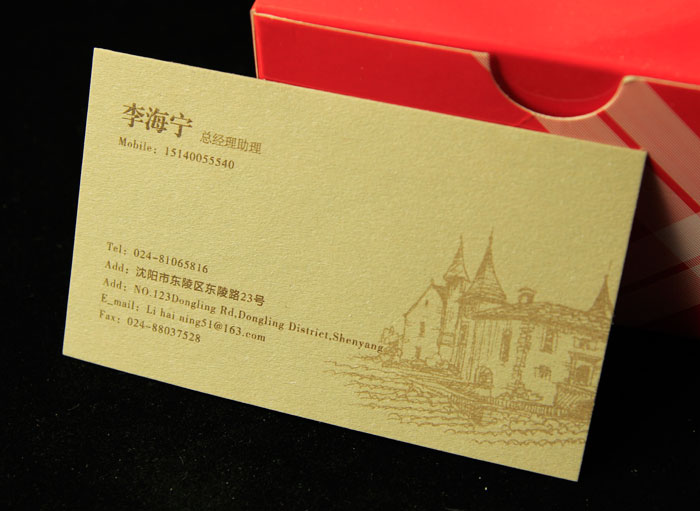 李海宁 总经理助理
Mobile: 15140055540
Tel: 024-81065816
Add: 沈阳市东陵区东陵路23号
Add: NO.123Dongling Rd,Dongling District,Shenyang
E_mail: Li hai ning51@163.com
Fax: 024-88037528